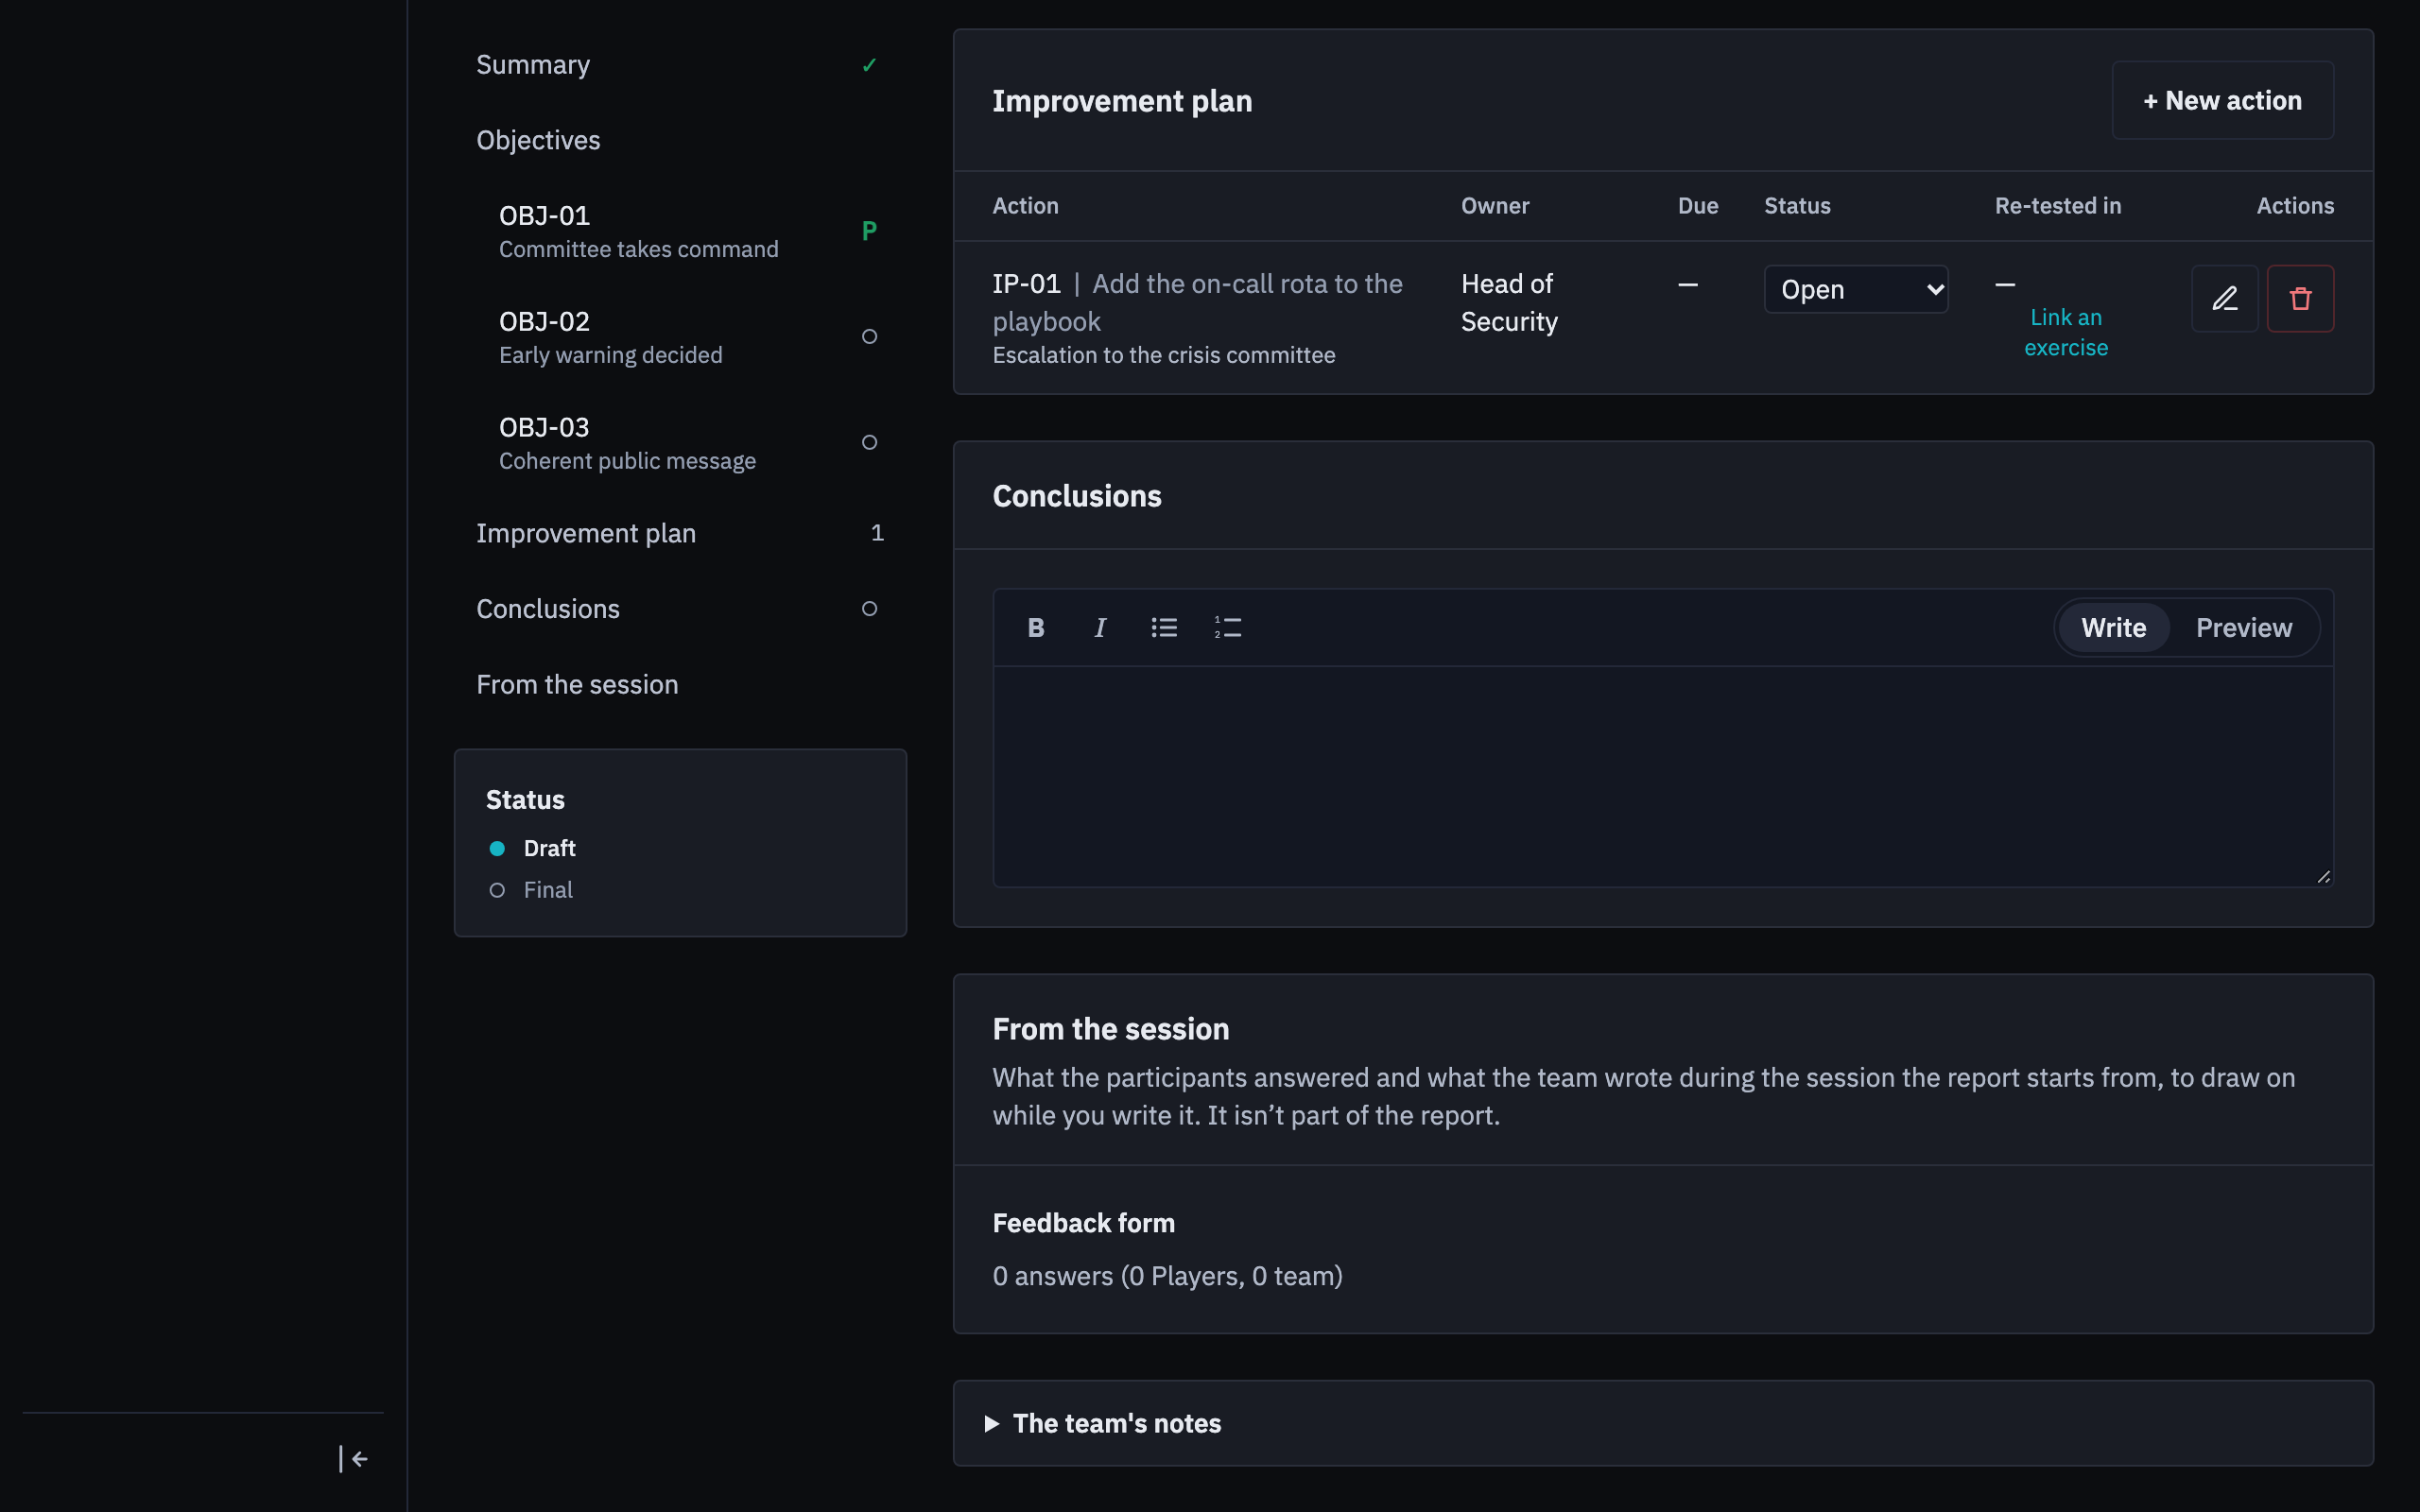 Summary ✓
Objectives
OBJ-01
Committee takes command
P
OBJ-02
Early warning decided
OBJ-03
Coherent public message
Improvement plan 1
Conclusions
From the session
Status
Draft
Final
Improvement plan
+ New action
Action Owner Due Status Re-tested in Actions
IP-01 | Add the on-call rota to the
playbook
Escalation to the crisis committee
Head of
Security
—
Open
—
Link an
exercise
Conclusions
B I
Write Preview
From the session
What the participants answered and what the team wrote during the session the report starts from, to draw on
while you write it. It isn’t part of the report.
Feedback form
0 answers (0 Players, 0 team)
The team's notes